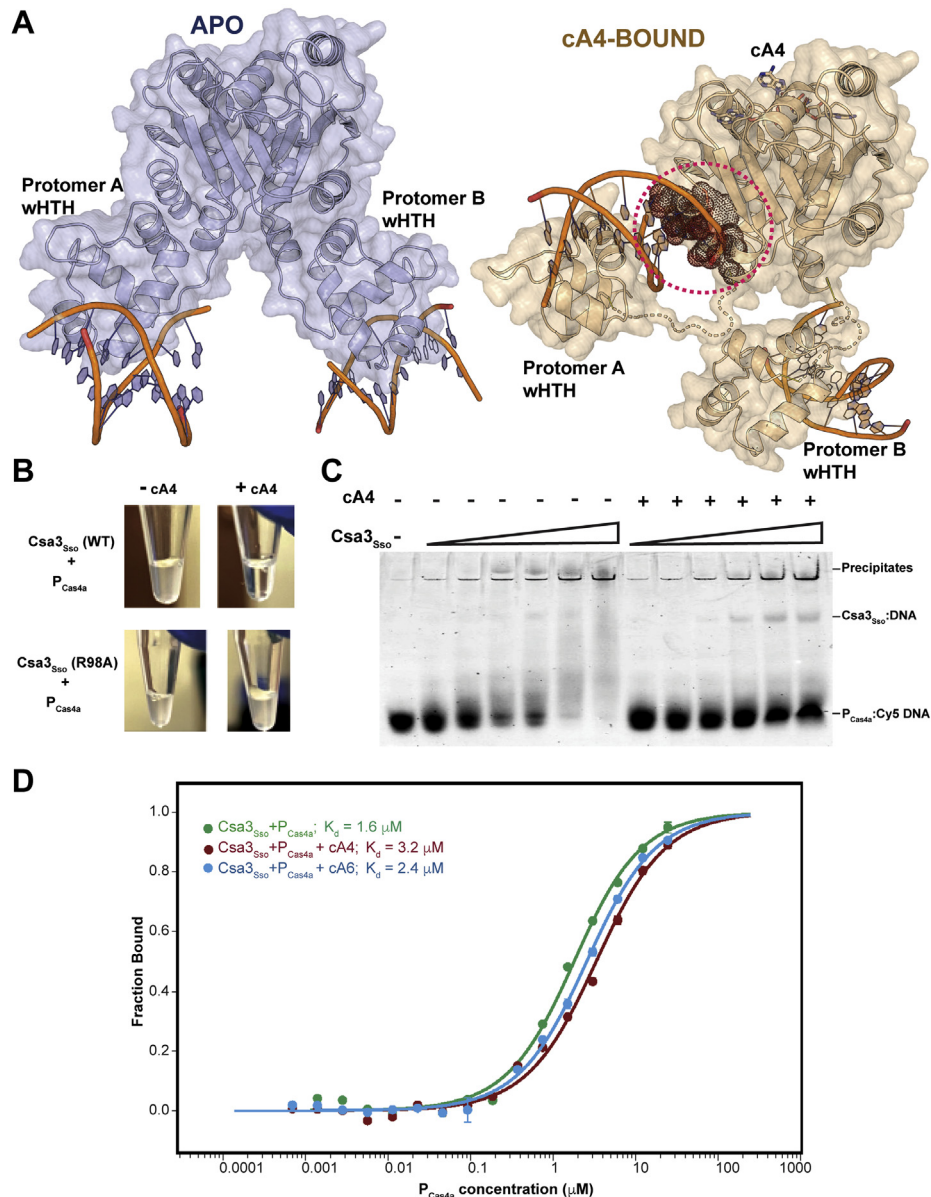 A
APO
cA4-BOUND
cA4
Protomer A
wHTH
Protomer B
wHTH
Protomer A
wHTH
Protomer B
wHTH
B
- cA4
+ cA4
Csa3Sso (WT)
+
PCas4a
Csa3Sso (R98A)
+
PCas4a
C
cA4 - - - - - - - + + + + + +
Csa3Sso -
Precipitates
Csa3Sso:DNA
PCas4a:Cy5 DNA
D
Csa3Sso+PCas4a; Kd = 1.6 μM
Csa3Sso+PCas4a + cA4; Kd = 3.2 μM
Csa3Sso+PCas4a + cA6; Kd = 2.4 μM
Fraction Bound
1.0
0.8
0.6
0.4
0.2
0.0
0.0001 0.001 0.01 0.1 1 10 100 1000
PCas4a concentration (μM)